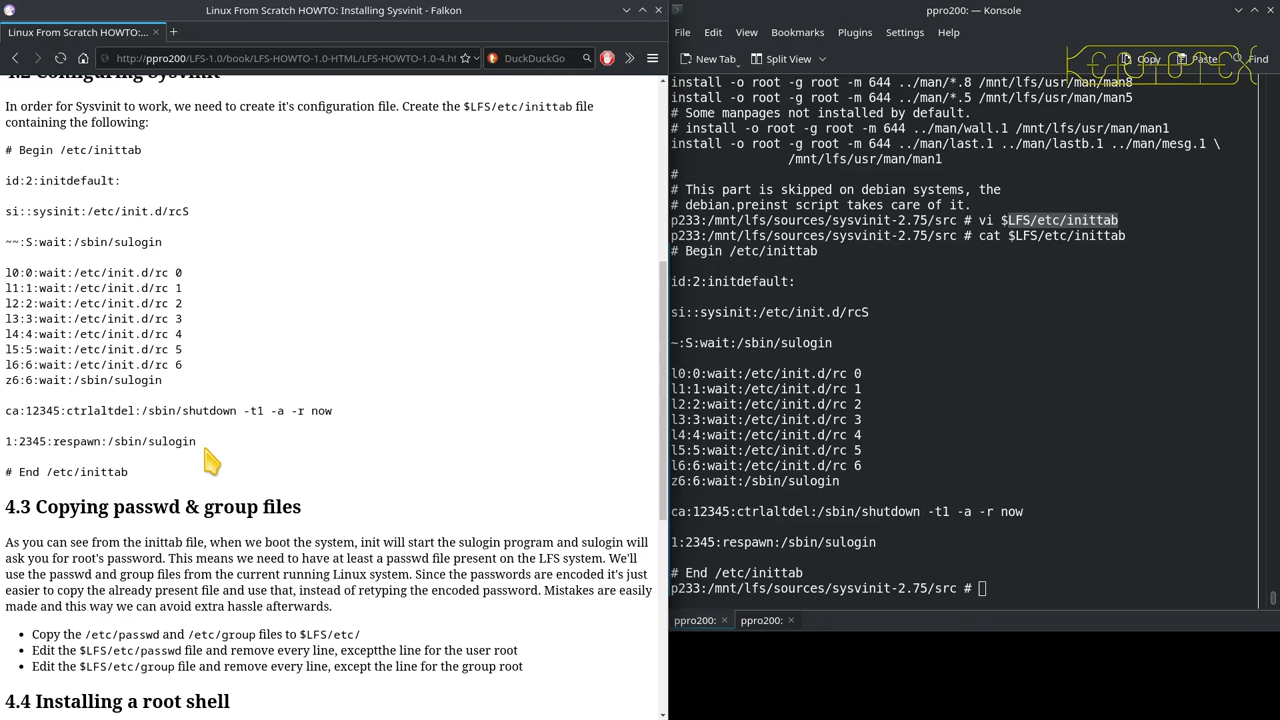 Linux From Scratch HOWTO: Installing Sysvinit - Falkon
Linux From Scratch HOWTO:...
http://ppro200/LFS-1.0/book/LFS-HOWTO-1.0-HTML/LFS-HOWTO-1.0-4.ht
DuckDuckGo
4.2 Configuring Sysvinit
In order for Sysvinit to work, we need to create it's configuration file. Create the $LFS/etc/inittab file
containing the following:
# Begin /etc/inittab
id:2:initdefault:
si::sysinit:/etc/init.d/rcS
~~:S:wait:/sbin/sulogin
l0:0:wait:/etc/init.d/rc 0
l1:1:wait:/etc/init.d/rc 1
l2:2:wait:/etc/init.d/rc 2
l3:3:wait:/etc/init.d/rc 3
l4:4:wait:/etc/init.d/rc 4
l5:5:wait:/etc/init.d/rc 5
l6:6:wait:/etc/init.d/rc 6
z6:6:wait:/sbin/sulogin
ca:12345:ctrlaltdel:/sbin/shutdown -t1 -a -r now
1:2345:respawn:/sbin/sulogin
# End /etc/inittab
4.3 Copying passwd & group files
As you can see from the inittab file, when we boot the system, init will start the sulogin program and sulogin will
ask you for root's password. This means we need to have at least a passwd file present on the LFS system. We'll
use the passwd and group files from the current running Linux system. Since the passwords are encoded it's just
easier to copy the already present file and use that, instead of retyping the encoded password. Mistakes are easily
made and this way we can avoid extra hassle afterwards.
• Copy the /etc/passwd and /etc/group files to $LFS/etc/
• Edit the $LFS/etc/passwd file and remove every line, exceptthe line for the user root
• Edit the $LFS/etc/group file and remove every line, except the line for the group root
4.4 Installing a root shell
ppro200: — Konsole
File Edit View Bookmarks Plugins Settings Help
New Tab Split View Copy Paste Find
install -o root -g root -m 644 ../man/*.8 /mnt/lfs/usr/man/man8
install -o root -g root -m 644 ../man/*.5 /mnt/lfs/usr/man/man5
# Some manpages not installed by default.
# install -o root -g root -m 644 ../man/wall.1 /mnt/lfs/usr/man/man1
install -o root -g root -m 644 ../man/last.1 ../man/lastb.1 ../man/mesg.1 \
/mnt/lfs/usr/man/man1
#
# This part is skipped on debian systems, the
# debian.preinst script takes care of it.
p233:/mnt/lfs/sources/sysvinit-2.75/src # vi $LFS/etc/inittab
p233:/mnt/lfs/sources/sysvinit-2.75/src # cat $LFS/etc/inittab
# Begin /etc/inittab
id:2:initdefault:
si::sysinit:/etc/init.d/rcS
~:S:wait:/sbin/sulogin
l0:0:wait:/etc/init.d/rc 0
l1:1:wait:/etc/init.d/rc 1
l2:2:wait:/etc/init.d/rc 2
l3:3:wait:/etc/init.d/rc 3
l4:4:wait:/etc/init.d/rc 4
l5:5:wait:/etc/init.d/rc 5
l6:6:wait:/etc/init.d/rc 6
z6:6:wait:/sbin/sulogin
ca:12345:ctrlaltdel:/sbin/shutdown -t1 -a -r now
1:2345:respawn:/sbin/sulogin
# End /etc/inittab
p233:/mnt/lfs/sources/sysvinit-2.75/src #
ppro200: ppro200: